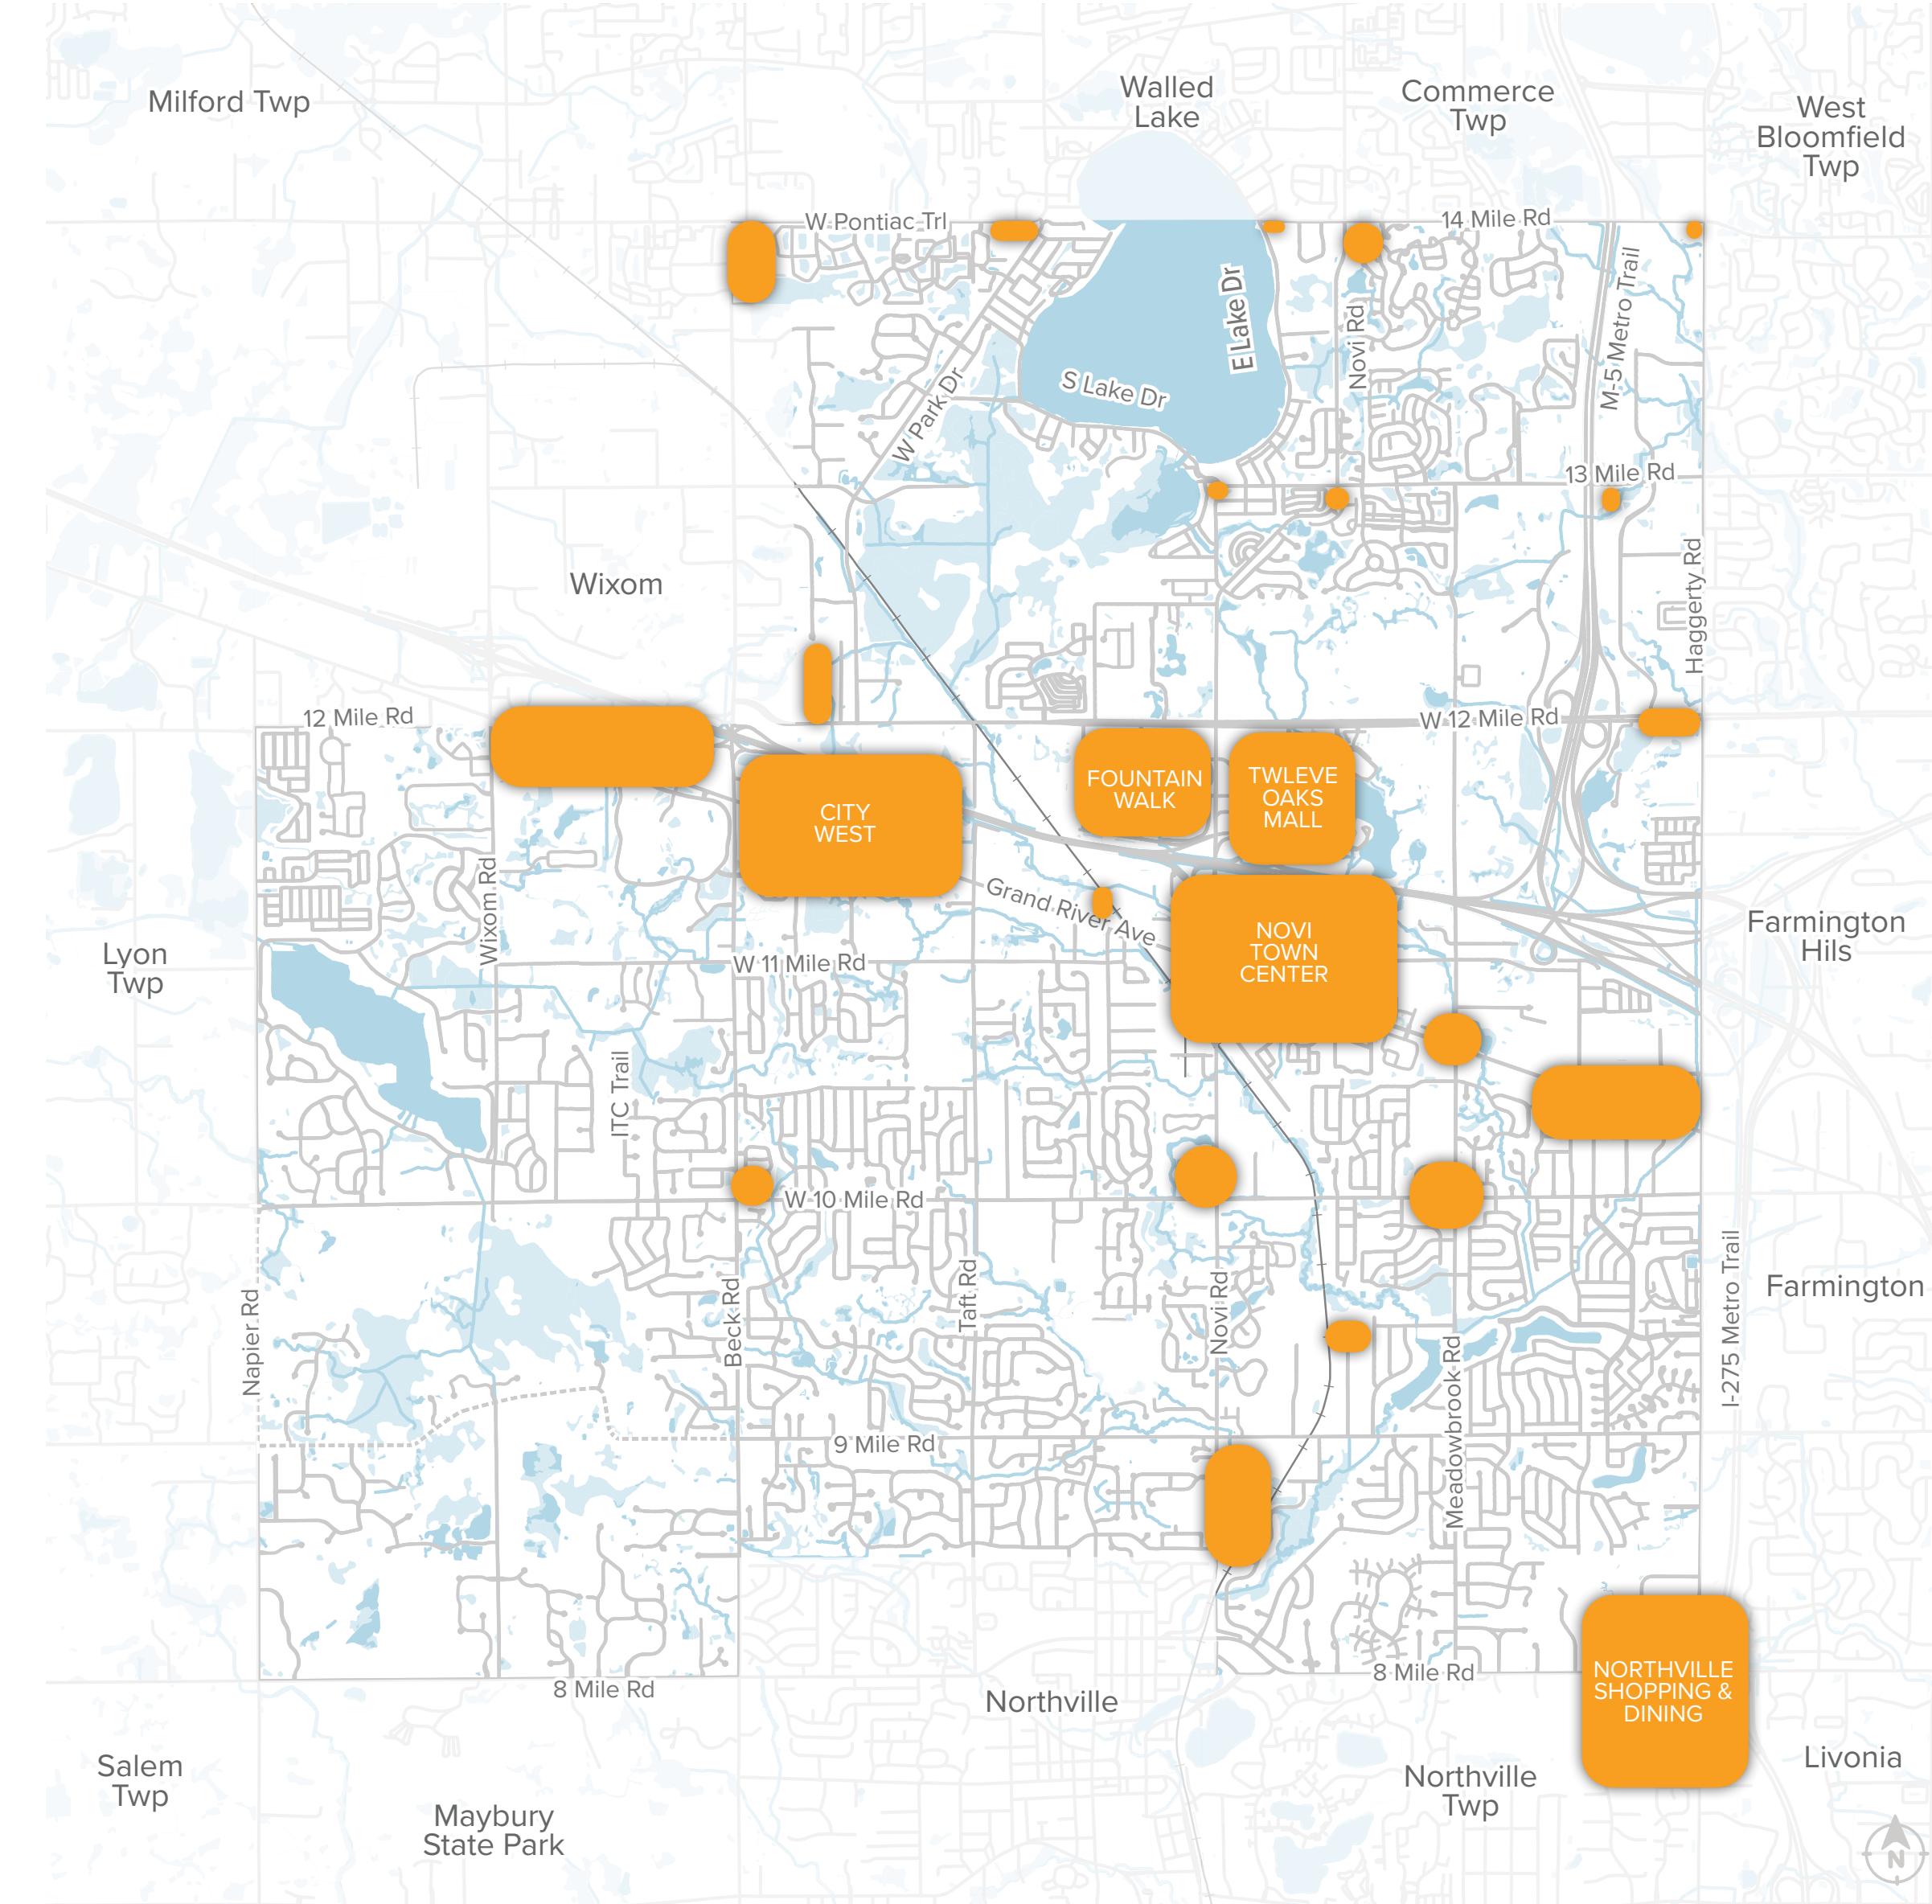 Milford Twp
Walled
Lake
Commerce
Twp
West
Bloomfield
Twp
W Pontiac Trl
14 Mile Rd
E Lake Dr
Novi Rd
M-5 Metro Trail
S Lake Dr
W Park Dr
13 Mile Rd
Wixom
Haggerty Rd
12 Mile Rd
W 12 Mile Rd
FOUNTAIN
WALK
TWLEVE
OAKS
MALL
CITY
WEST
Wixom Rd
Grand River Ave
NOVI
TOWN
CENTER
Farmington
Hils
Lyon
Twp
W 11 Mile Rd
ITC Trail
W 10 Mile Rd
Napier Rd
Beck Rd
Taft Rd
Novi Rd
Meadowbrook Rd
I-275 Metro Trail
Farmington
9 Mile Rd
8 Mile Rd
Northville
8 Mile Rd
NORTHVILLE
SHOPPING &
DINING
Salem
Twp
Maybury
State Park
Northville
Twp
Livonia
N